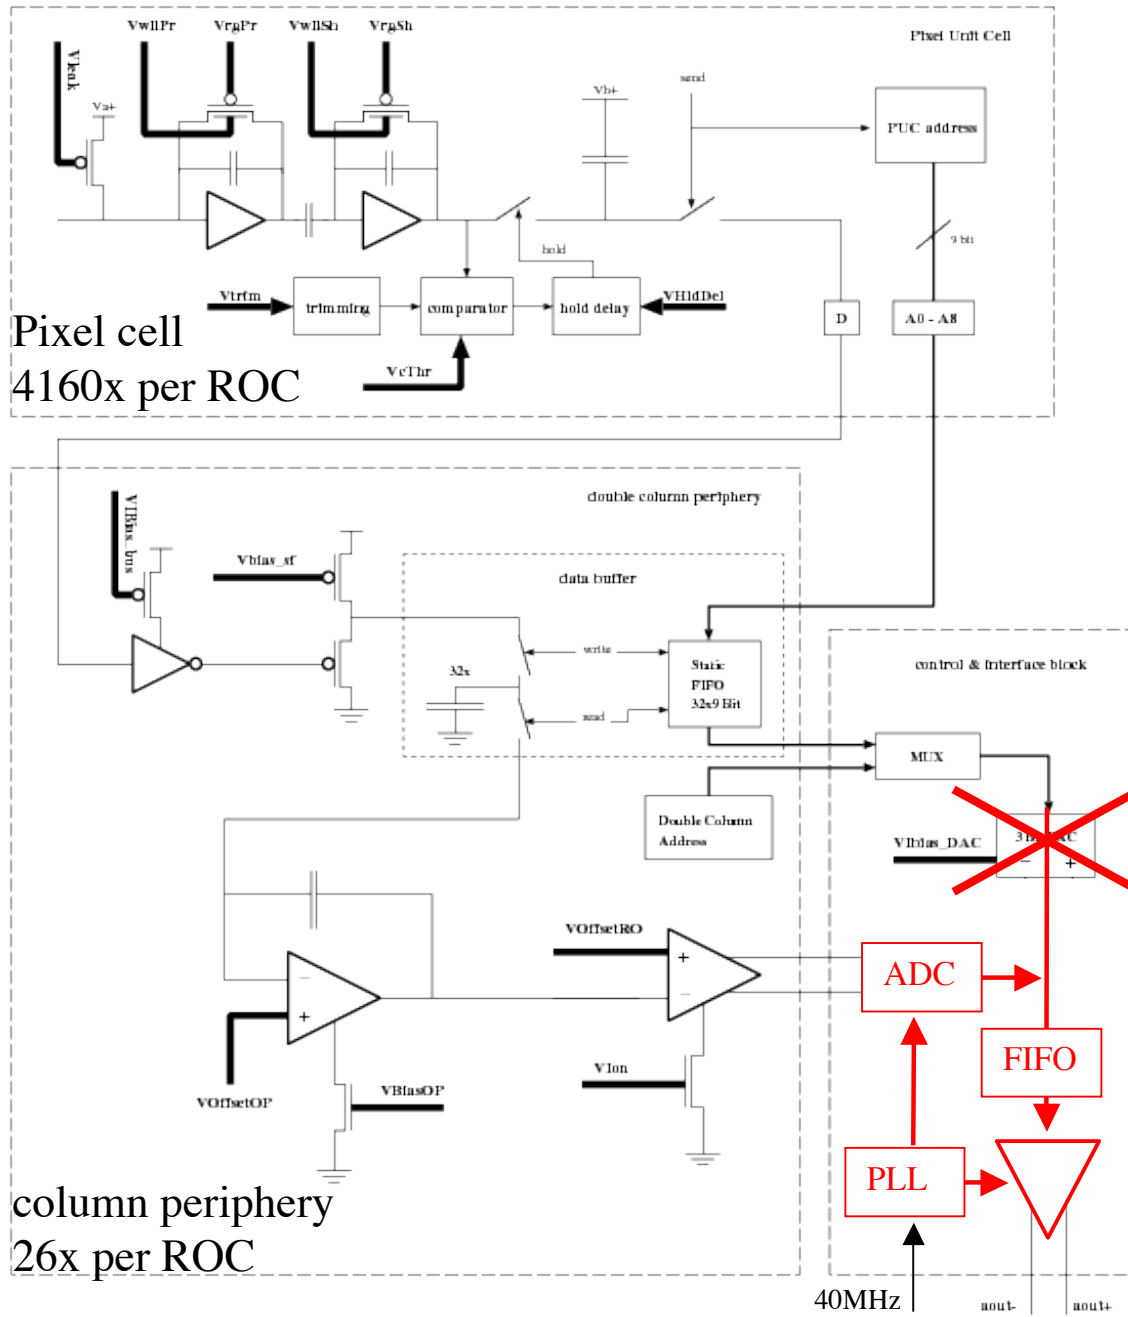 VwllPr VrgPr VwllSh VrgSh
Pixel Unit Cell
Vleak
Va+
Vb+
send
PUC address
9 bit
hold
Vtrim
trimming
comparator
hold delay
VHldDel
D
A0 - A8
VcThr
Pixel cell
4160x per ROC
double column periphery
VIBias_bus
Vbias_sf
data buffer
write
32x
Static
FIFO
32x9 Bit
read
control & interface block
MUX
Double Column
Address
VIbias_DAC
- +
VOffsetRO
+
-
ADC
-
+
FIFO
VIon
VOffsetOP
VBiasOP
PLL
column periphery
26x per ROC
40MHz
aout- aout+